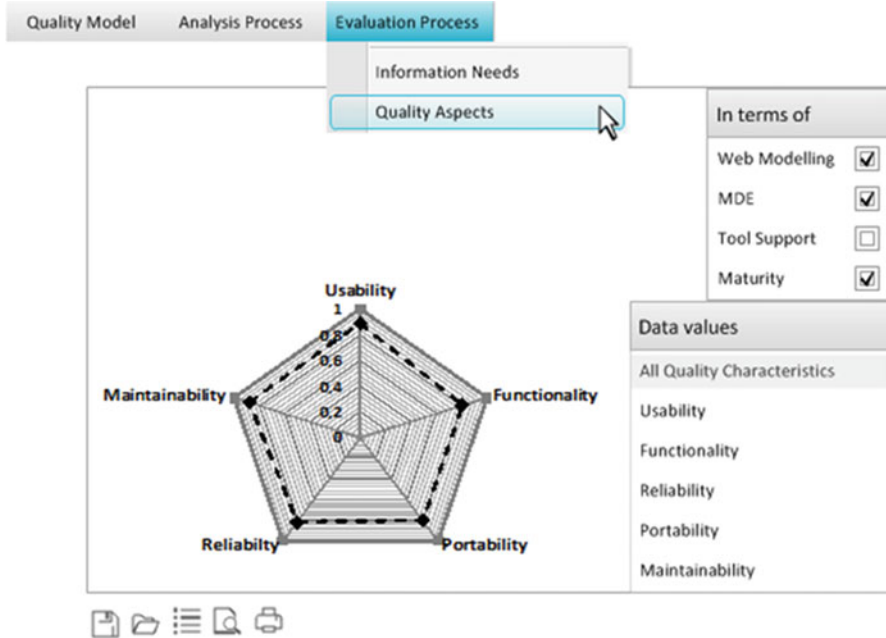 Quality Model Analysis Process Evaluation Process
Information Needs
Quality Aspects
In terms of
Web Modelling
MDE
Tool Support
Maturity
Usability
1
0,8
0,6
0,4
0,2
0
Maintainability
Functionality
Reliabilty
Portability
Data values
All Quality Characteristics
Usability
Functionality
Reliability
Portability
Maintainability